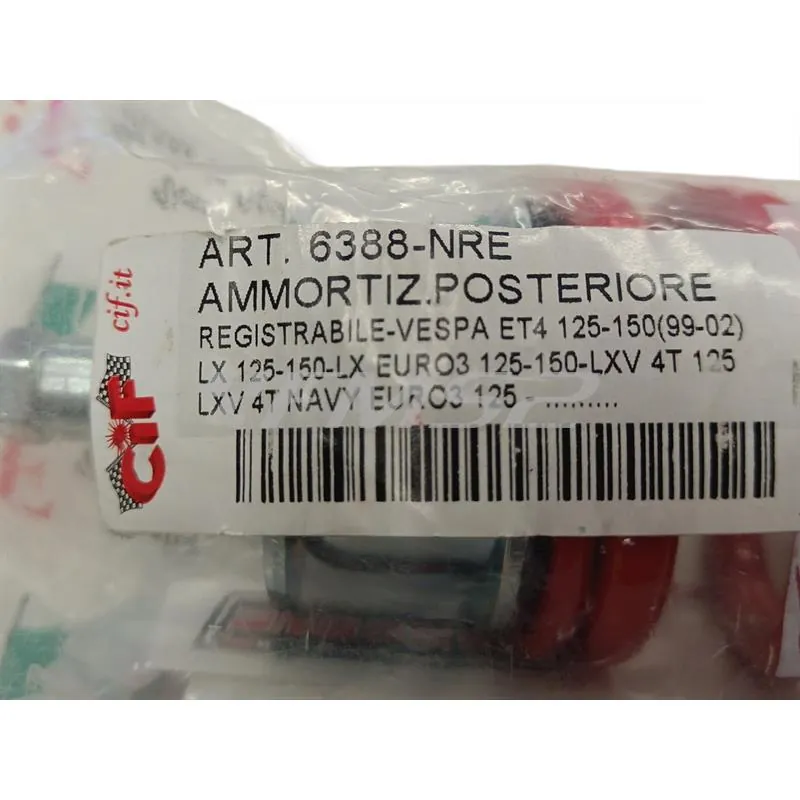 ART. 6388-NRE
AMMORTIZ.POSTERIORE
REGISTRABILE-VESPA ET4 125-150(99-02)
LX 125-150-LX EURO3 125-150-LXV 4T 125
LXV 4T NAVY EURO3 125 - .........
cif.it
CIF